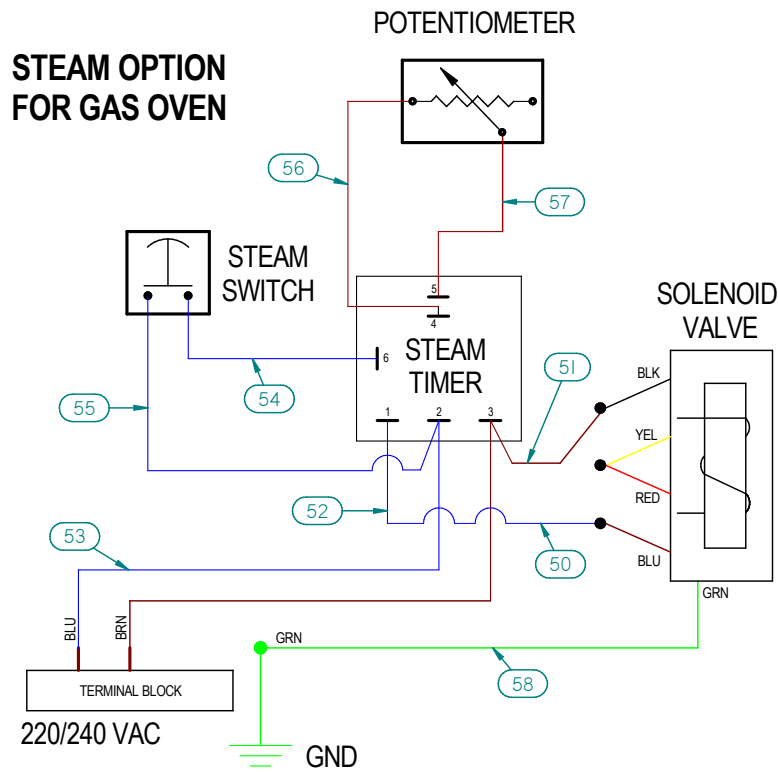 POTENTIOMETER
STEAM OPTION
FOR GAS OVEN
56
57
STEAM
SWITCH
5
4
SOLENOID
VALVE
6
STEAM
TIMER
54
55
51
BLK
1
2
3
YEL
RED
52
53
50
BLU
GRN
BLU
BRN
GRN
58
TERMINAL BLOCK
220/240 VAC
GND